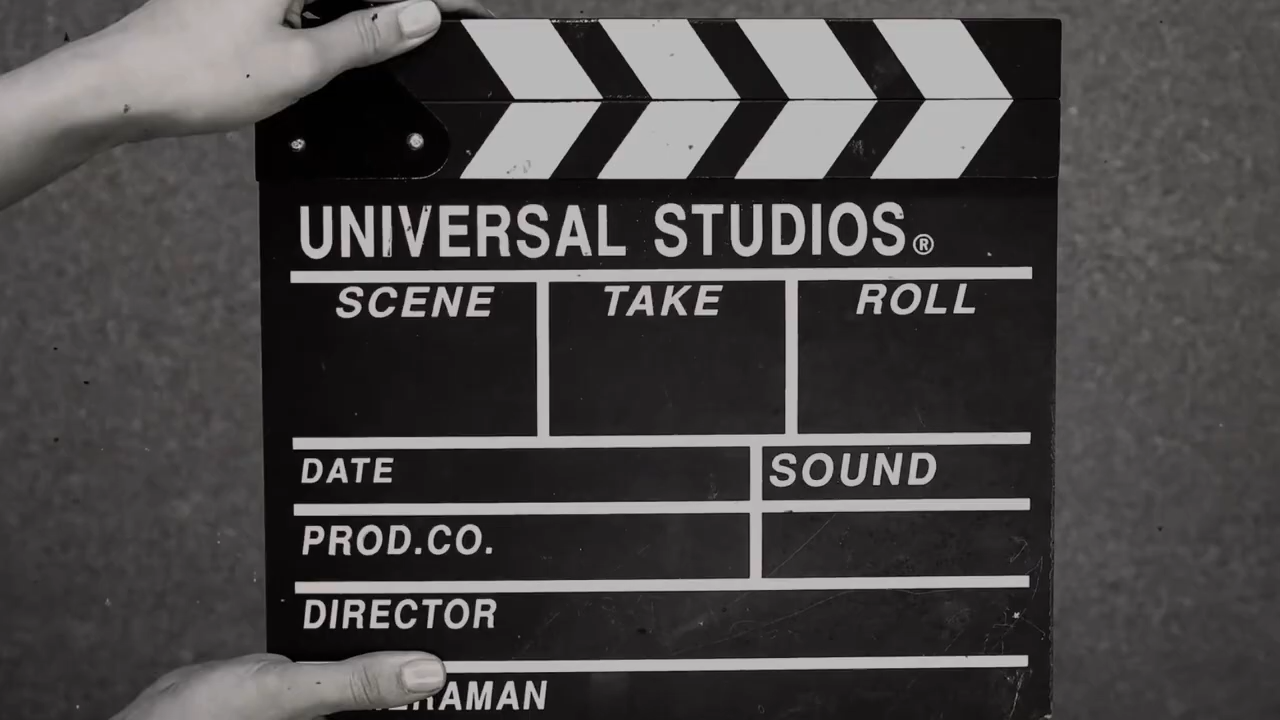 UNIVERSAL STUDIOS®
SCENE TAKE ROLL
DATE SOUND
PROD.CO.
DIRECTOR